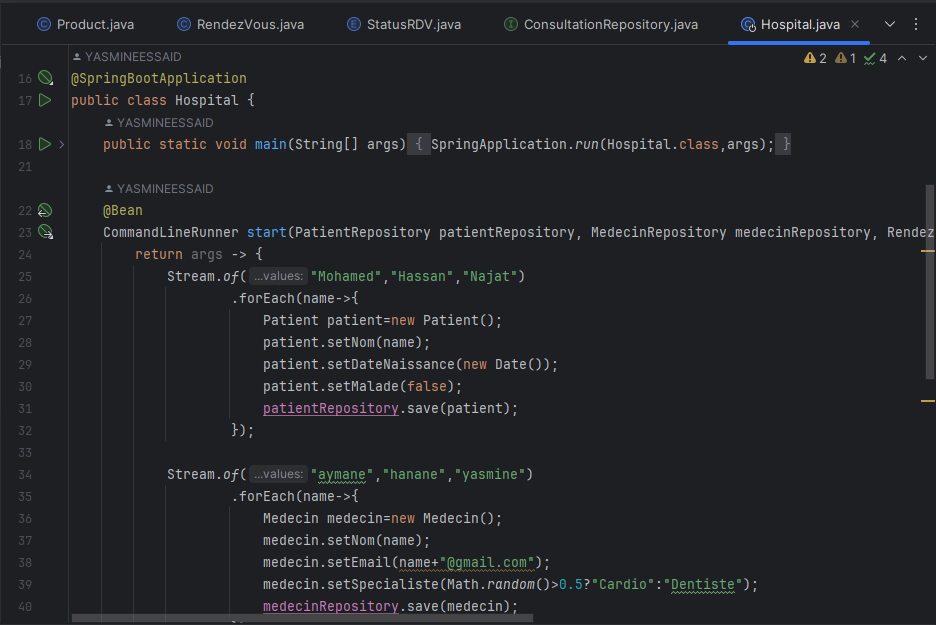 Product.java RendezVous.java StatusRDV.java ConsultationRepository.java Hospital.java
YASMINEESSAID 2 1 4
16 @SpringBootApplication
17 public class Hospital {
YASMINEESSAID
18 public static void main(String[] args) { SpringApplication.run(Hospital.class,args); }
21
YASMINEESSAID
22 @Bean
23 CommandLineRunner start(PatientRepository patientRepository, MedecinRepository medecinRepository, Rendez
24 return args -> {
25 Stream.of( ...values: "Mohamed","Hassan","Najat")
26 .forEach(name->{
27 Patient patient=new Patient();
28 patient.setNom(name);
29 patient.setDateNaissance(new Date());
30 patient.setMalade(false);
31 patientRepository.save(patient);
32 });
33
34 Stream.of( ...values: "aymane","hanane","yasmine")
35 .forEach(name->{
36 Medecin medecin=new Medecin();
37 medecin.setNom(name);
38 medecin.setEmail(name+"@gmail.com");
39 medecin.setSpecialiste(Math.random()>0.5?"Cardio":"Dentiste");
40 medecinRepository.save(medecin);